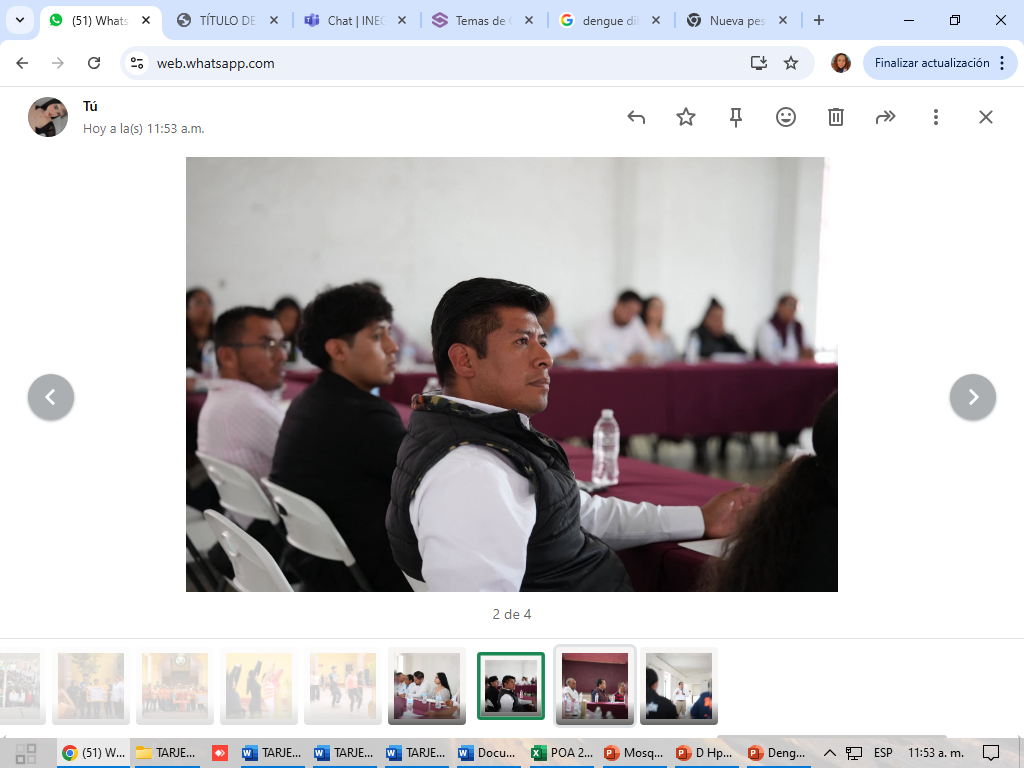 (51) Whats
TÍTULO DE
Chat | INEC
Temas de
dengue di
Nueva pes
web.whatsapp.com
Finalizar actualización
Tú
Hoy a la(s) 11:53 a.m.
2 de 4
(51) W...
TARJE...
TARJE...
TARJE...
TARJE...
Docu...
POA 2...
Mosq...
D Hp...
Deng...
ESP
11:53 a. m.